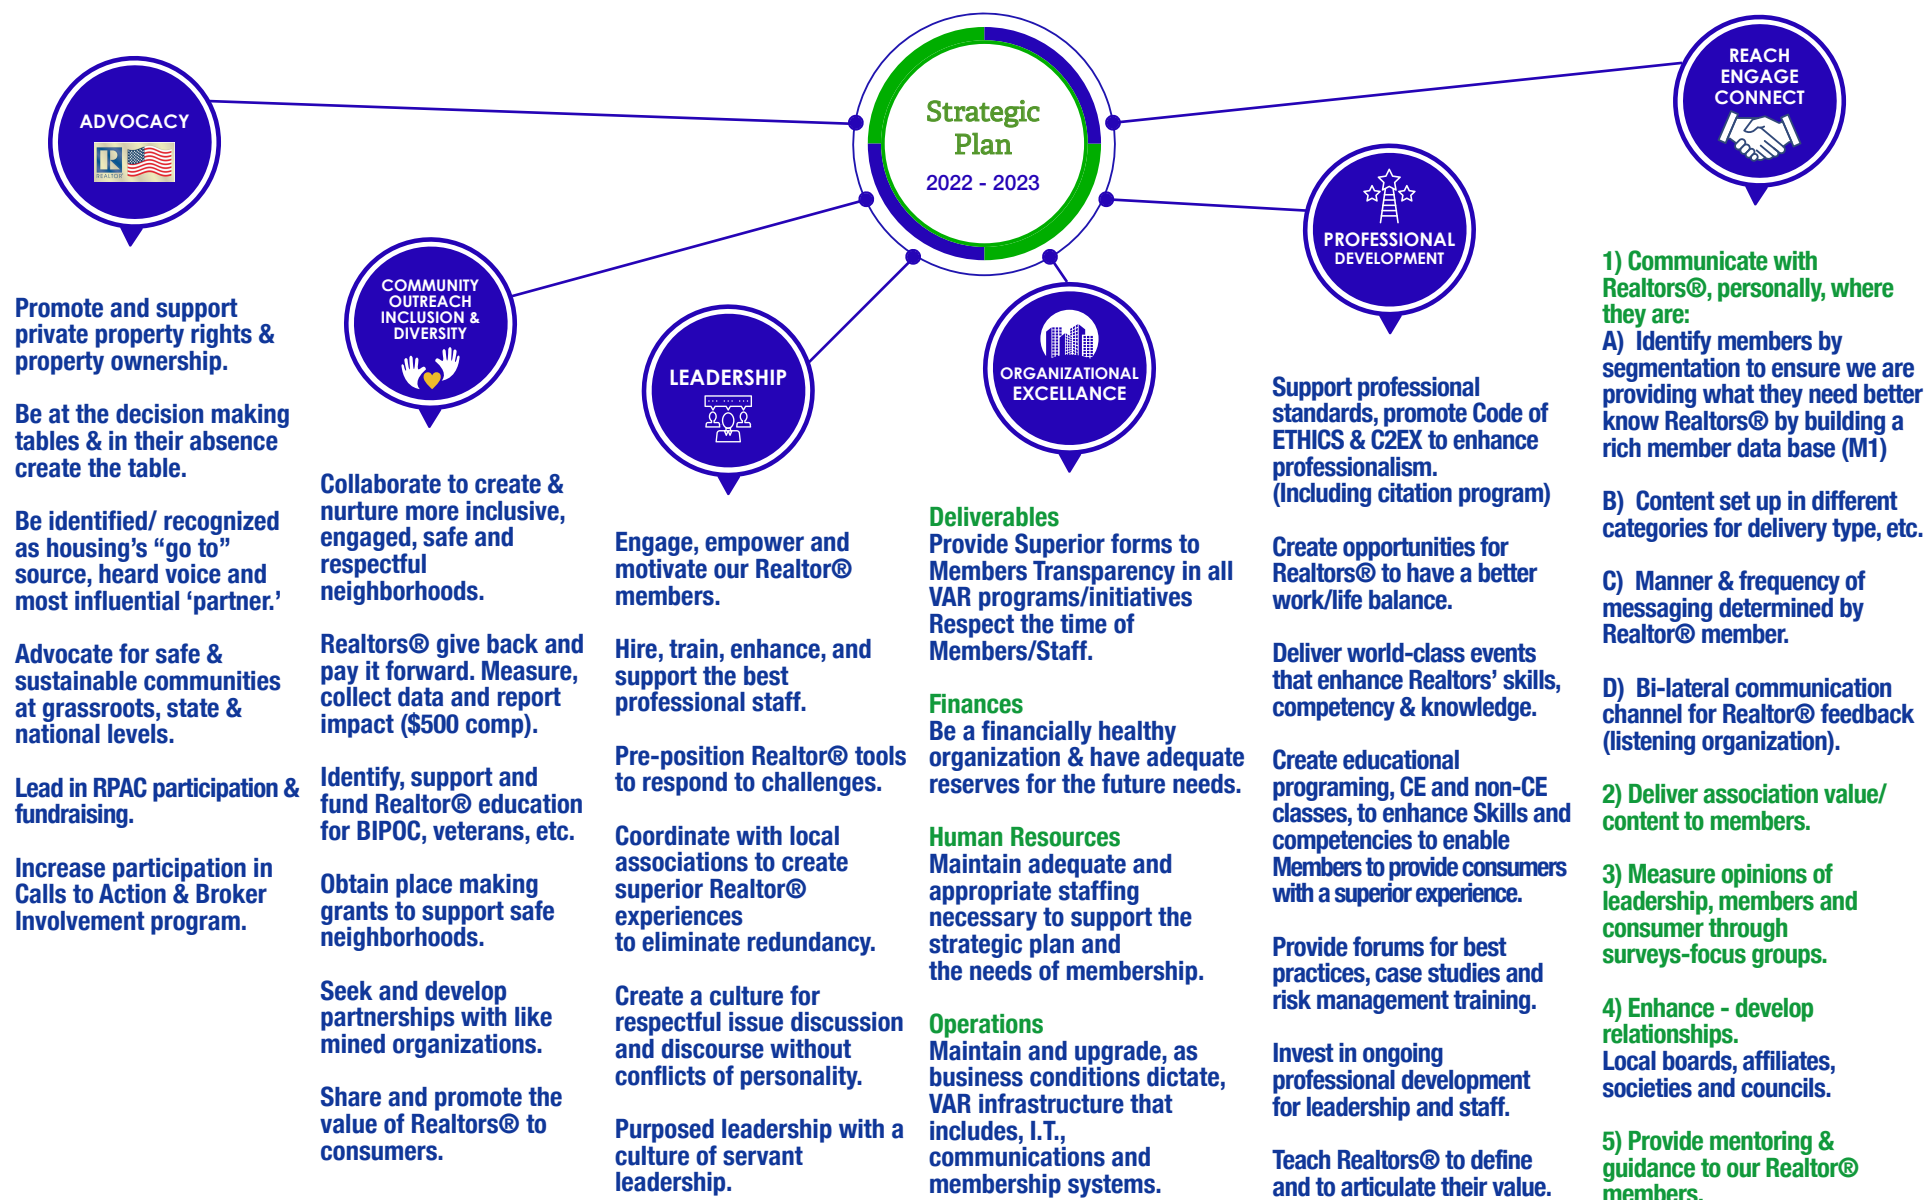 Strategic
Plan
2022 - 2023
ADVOCACY
R
REALTOR®
Promote and support
private property rights &
property ownership.
Be at the decision making
tables & in their absence
create the table.
Be identified/ recognized
as housing’s “go to”
source, heard voice and
most influential ‘partner.’
Advocate for safe &
sustainable communities
at grassroots, state &
national levels.
Lead in RPAC participation &
fundraising.
Increase participation in
Calls to Action & Broker
Involvement program.
COMMUNITY
OUTREACH
INCLUSION &
DIVERSITY
Collaborate to create &
nurture more inclusive,
engaged, safe and
respectful
neighborhoods.
Realtors® give back and
pay it forward. Measure,
collect data and report
impact ($500 comp).
Identify, support and
fund Realtor® education
for BIPOC, veterans, etc.
Obtain place making
grants to support safe
neighborhoods.
Seek and develop
partnerships with like
mined organizations.
Share and promote the
value of Realtors® to
consumers.
LEADERSHIP
Engage, empower and
motivate our Realtor®
members.
Hire, train, enhance, and
support the best
professional staff.
Pre-position Realtor® tools
to respond to challenges.
Coordinate with local
associations to create
superior Realtor®
experiences
to eliminate redundancy.
Create a culture for
respectful issue discussion
and discourse without
conflicts of personality.
Purposed leadership with a
culture of servant
leadership.
ORGANIZATIONAL
EXCELLANCE
Deliverables
Provide Superior forms to
Members Transparency in all
VAR programs/initiatives
Respect the time of
Members/Staff.
Finances
Be a financially healthy
organization & have adequate
reserves for the future needs.
Human Resources
Maintain adequate and
appropriate staffing
necessary to support the
strategic plan and
the needs of membership.
Operations
Maintain and upgrade, as
business conditions dictate,
VAR infrastructure that
includes, I.T.,
communications and
membership systems.
PROFESSIONAL
DEVELOPMENT
Support professional
standards, promote Code of
ETHICS & C2EX to enhance
professionalism.
(Including citation program)
Create opportunities for
Realtors® to have a better
work/life balance.
Deliver world-class events
that enhance Realtors’ skills,
competency & knowledge.
Create educational
programing, CE and non-CE
classes, to enhance Skills and
competencies to enable
Members to provide consumers
with a superior experience.
Provide forums for best
practices, case studies and
risk management training.
Invest in ongoing
professional development
for leadership and staff.
Teach Realtors® to define
and to articulate their value.
REACH
ENGAGE
CONNECT
1) Communicate with
Realtors®, personally, where
they are:
A) Identify members by
segmentation to ensure we are
providing what they need better
know Realtors® by building a
rich member data base (M1)
B) Content set up in different
categories for delivery type, etc.
C) Manner & frequency of
messaging determined by
Realtor® member.
D) Bi-lateral communication
channel for Realtor® feedback
(listening organization).
2) Deliver association value/
content to members.
3) Measure opinions of
leadership, members and
consumer through
surveys-focus groups.
4) Enhance - develop
relationships.
Local boards, affiliates,
societies and councils.
5) Provide mentoring &
guidance to our Realtor®
members.